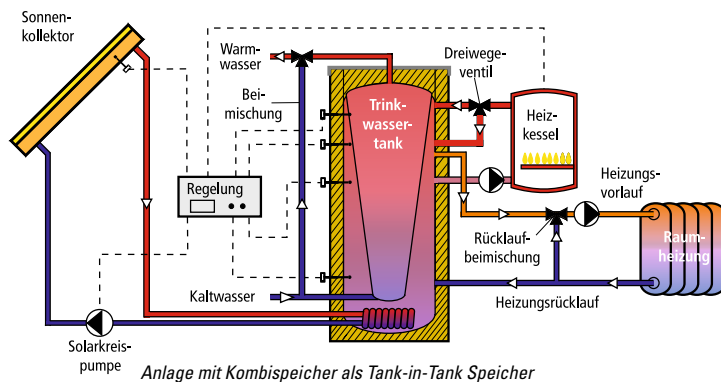 Sonnen-
kollektor
Warm-
wasser
Bei-
mischung
Dreiwege-
ventil
Trink-
wasser-
tank
Heiz-
kessel
Regelung
Heizungs-
vorlauf
Rücklauf-
beimischung
Raum-
heizung
Kaltwasser
Heizungsrücklauf
Solarkreis-
pumpe
Anlage mit Kombispeicher als Tank-in-Tank Speicher